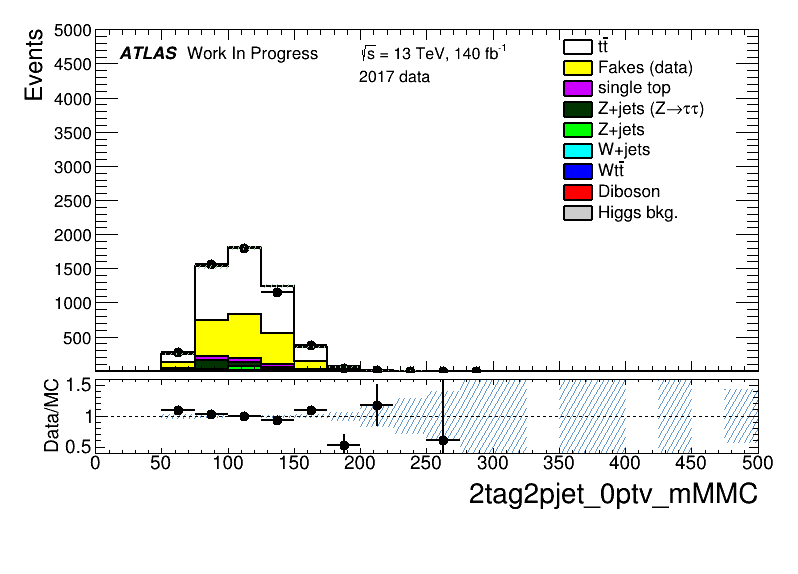 Events
5000
4500
4000
3500
3000
2500
2000
1500
1000
500
ATLAS Work In Progress
√s = 13 TeV, 140 fb⁻¹
2017 data
tt̄
Fakes (data)
single top
Z+jets (Z→ττ)
Z+jets
W+jets
Wtt̄
Diboson
Higgs bkg.
Data/MC
1.5
1
0.5
0 50 100 150 200 250 300 350 400 450 500
2tag2pjet_0ptv_mMMC